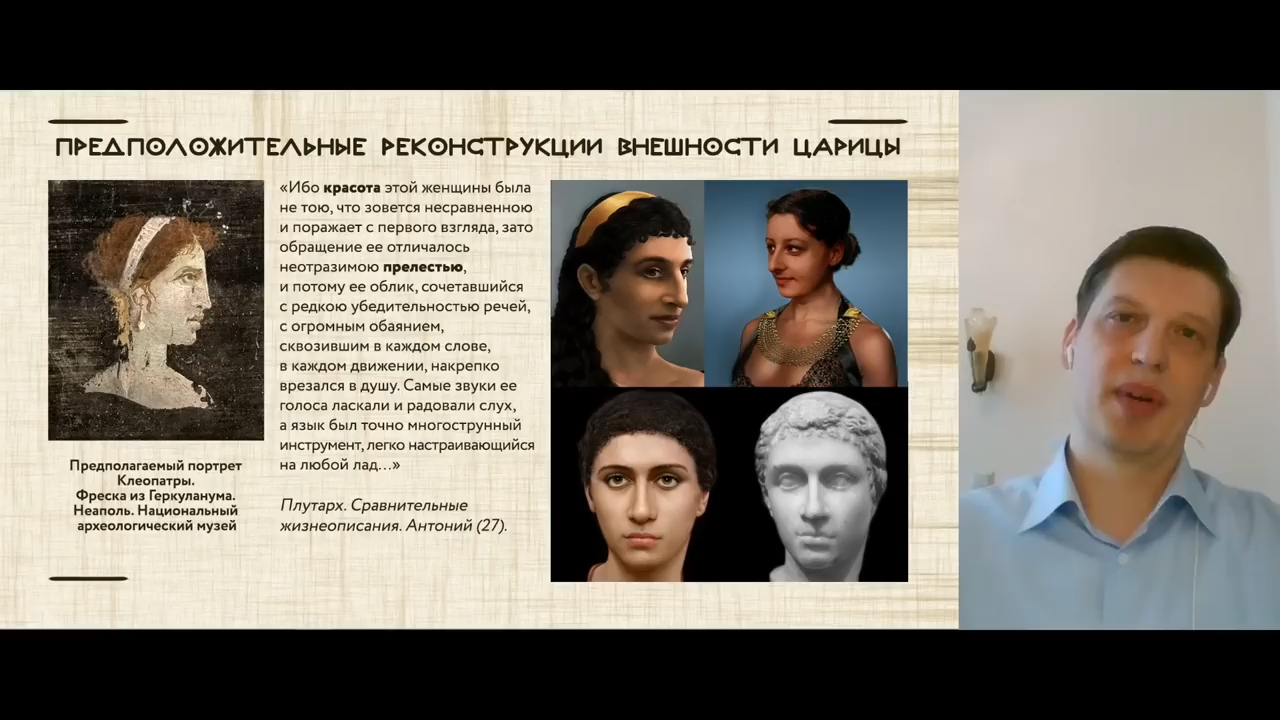 ПРЕДПОЛОЖИТЕЛЬНЫЕ РЕКОНСТРУКЦИИ ВНЕШНОСТИ ЦАРИЦЫ
Предполагаемый портрет
Клеопатры.
Фреска из Геркуланума.
Неаполь. Национальный
археологический музей
«Ибо красота этой женщины была
не тою, что зовется несравненною
и поражает с первого взгляда, зато
обращение ее отличалось
неотразимою прелестью,
и потому ее облик, сочетавшийся
с редкою убедительностью речей,
с огромным обаянием,
сквозившим в каждом слове,
в каждом движении, накрепко
врезался в душу. Самые звуки ее
голоса ласкали и радовали слух,
а язык был точно многострунный
инструмент, легко настраивающийся
на любой лад...»
Плутарх. Сравнительные
жизнеописания. Антоний (27).